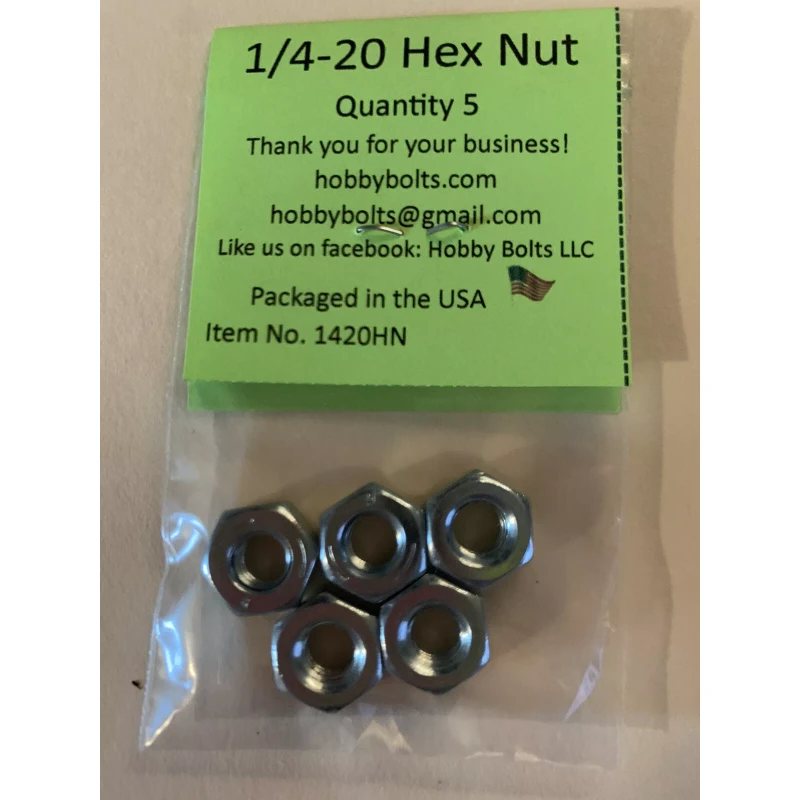 1/4-20 Hex Nut
Quantity 5
Thank you for your business!
hobbybolts.com
hobbybolts@gmail.com
Like us on facebook: Hobby Bolts LLC
Packaged in the USA
Item No. 1420HN